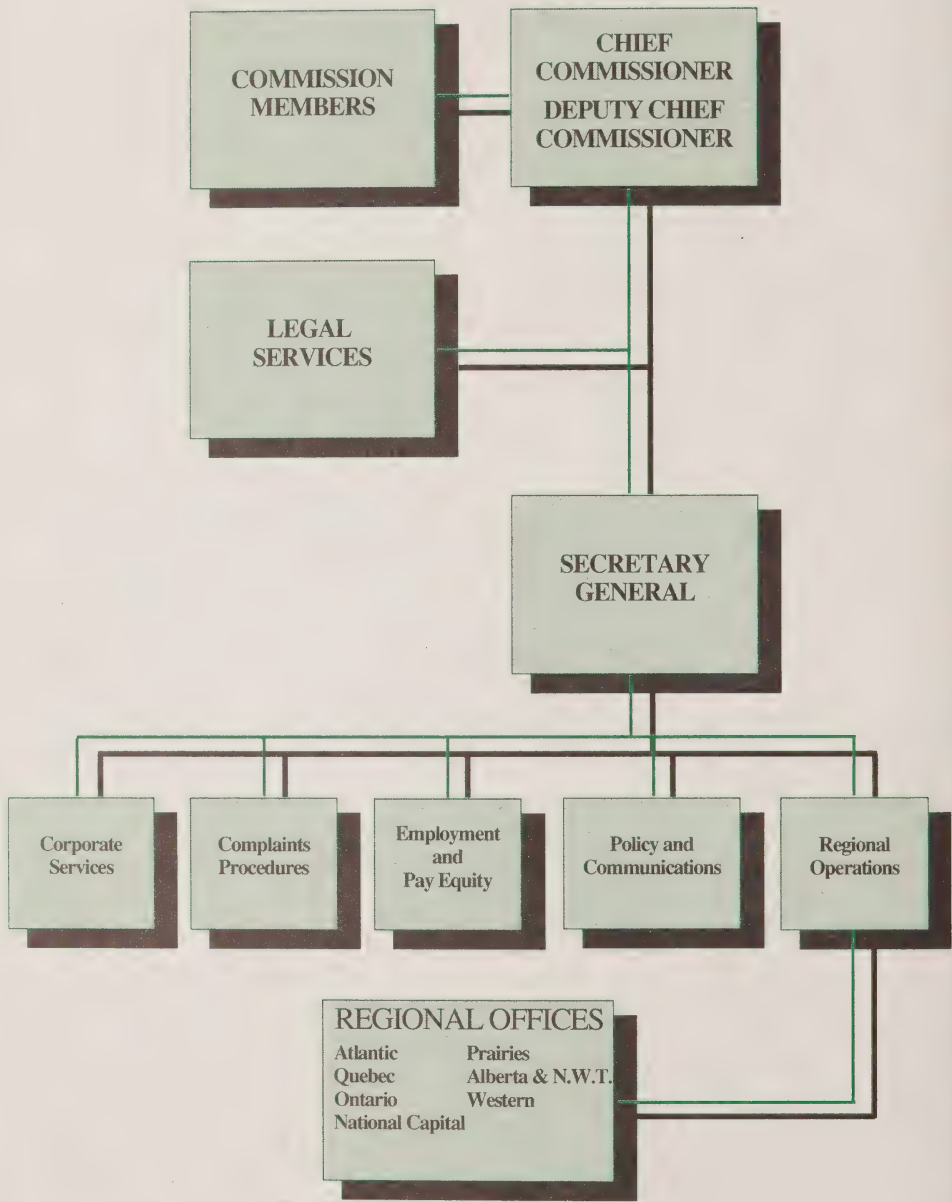 COMMISSION
MEMBERS
CHIEF
COMMISSIONER
DEPUTY CHIEF
COMMISSIONER
LEGAL
SERVICES
SECRETARY
GENERAL
Corporate
Services
Complaints
Procedures
Employment
and
Pay Equity
Policy and
Communications
Regional
Operations
REGIONAL OFFICES
Atlantic Prairies
Quebec Alberta & N.W.T.
Ontario Western
National Capital